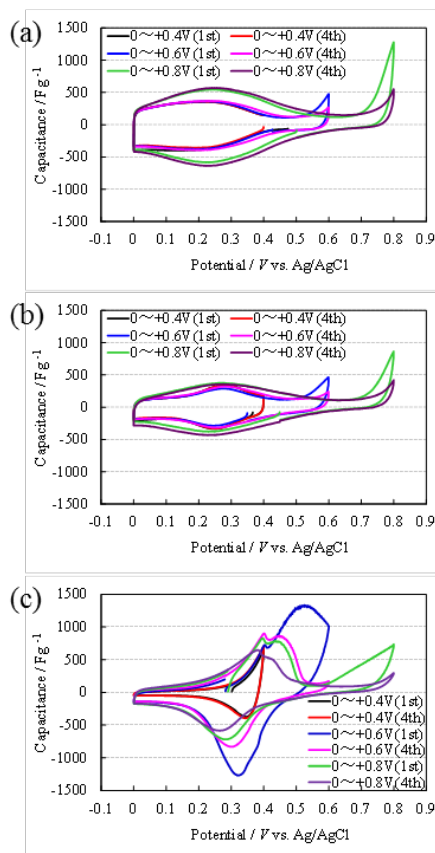 (a)
0～+0.4V(1st) 0～+0.4V(4th)
0～+0.6V(1st) 0～+0.6V(4th)
0～+0.8V(1st) 0～+0.8V(4th)
Capacitance / F g-1
1500
1000
500
0
-500
-1000
-1500
-0.1 0 0.1 0.2 0.3 0.4 0.5 0.6 0.7 0.8 0.9
Potential / V vs. Ag/AgCl
(b)
0～+0.4V(1st) 0～+0.4V(4th)
0～+0.6V(1st) 0～+0.6V(4th)
0～+0.8V(1st) 0～+0.8V(4th)
Capacitance / F g-1
1500
1000
500
0
-500
-1000
-1500
-0.1 0 0.1 0.2 0.3 0.4 0.5 0.6 0.7 0.8 0.9
Potential / V vs. Ag/AgCl
(c)
Capacitance / F g-1
1500
1000
500
0
-500
-1000
-1500
0～+0.4V(1st)
0～+0.4V(4th)
0～+0.6V(1st)
0～+0.6V(4th)
0～+0.8V(1st)
0～+0.8V(4th)
-0.1 0 0.1 0.2 0.3 0.4 0.5 0.6 0.7 0.8 0.9
Potential / V vs. Ag/AgCl